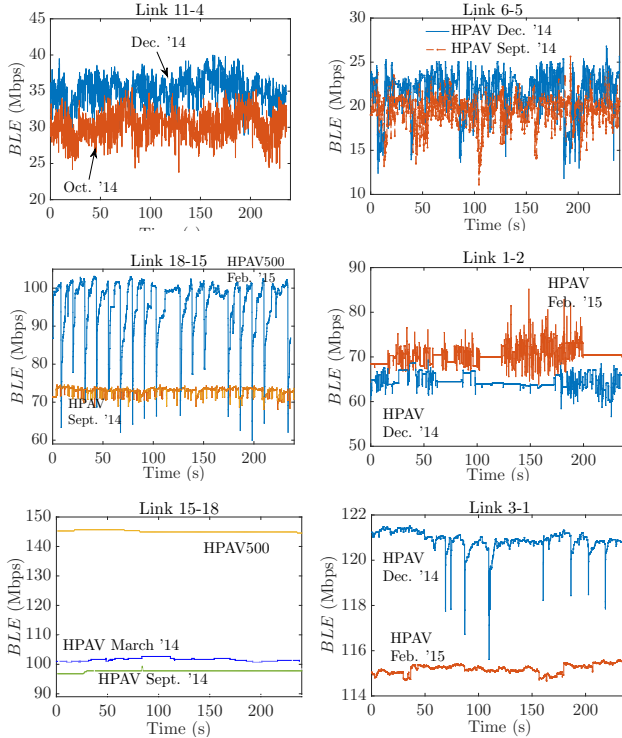 Link 11-4
45
40
35
30
25
20
BLE (Mbps)
Dec. '14
Oct. '14
0 50 100 150 200
Time (s)
Link 6-5
30
25
20
15
10
BLE (Mbps)
HPAV Dec. '14
HPAV Sept. '14
0 50 100 150 200
Time (s)
Link 18-15
100
90
80
70
60
BLE (Mbps)
HPAV500
Feb. '15
HPAV
Sept. '14
0 50 100 150 200
Time (s)
Link 1-2
90
80
70
60
50
BLE (Mbps)
HPAV
Feb. '15
HPAV
Dec. '14
0 50 100 150 200
Time (s)
Link 15-18
150
140
130
120
110
100
90
BLE (Mbps)
HPAV500
HPAV March '14
HPAV Sept. '14
0 50 100 150 200
Time (s)
Link 3-1
122
120
118
116
114
BLE (Mbps)
HPAV
Dec. '14
HPAV
Feb. '15
0 50 100 150 200
Time (s)